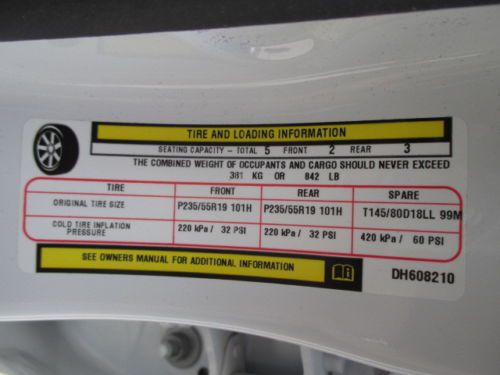 TIRE AND LOADING INFORMATION
SEATING CAPACITY - TOTAL 5 FRONT 2 REAR 3
THE COMBINED WEIGHT OF OCCUPANTS AND CARGO SHOULD NEVER EXCEED
381 KG OR 842 LB
TIRE FRONT REAR SPARE
ORIGINAL TIRE SIZE P235/55R19 101H P235/55R19 101H T145/80D18LL 99M
COLD TIRE INFLATION PRESSURE 220 kPa / 32 PSI 220 kPa / 32 PSI 420 kPa / 60 PSI
SEE OWNERS MANUAL FOR ADDITIONAL INFORMATION
DH608210